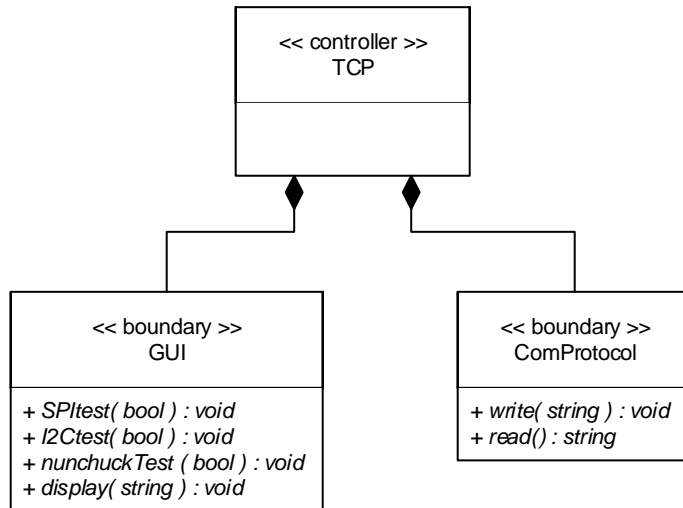 << controller >>
TCP
<< boundary >>
GUI
+ SPItest( bool ) : void
+ I2Ctest( bool ) : void
+ nunchuckTest ( bool ) : void
+ display( string ) : void
<< boundary >>
ComProtocol
+ write( string ) : void
+ read() : string